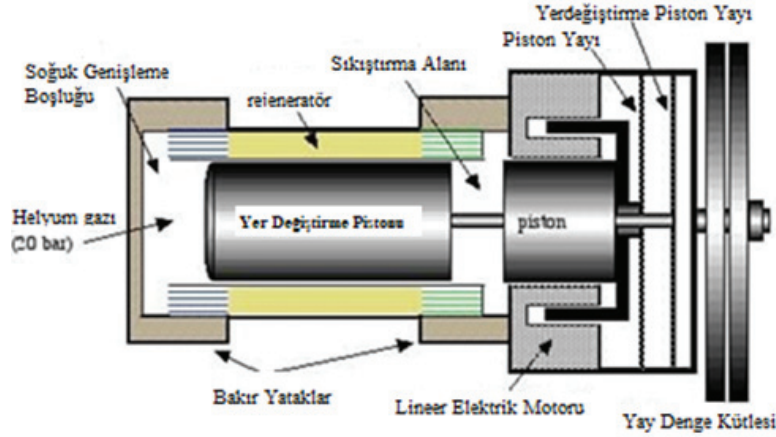 Yerdeğiştirme Piston Yayı
Piston Yayı
Sıkıştırma Alanı
Soğuk Genişleme
Boşluğu
rejeneratör
Helyum gazı
(20 bar)
Yer Değiştirme Pistonu
piston
Bakır Yataklar
Lineer Elektrik Motoru
Yay Denge Kütlesi